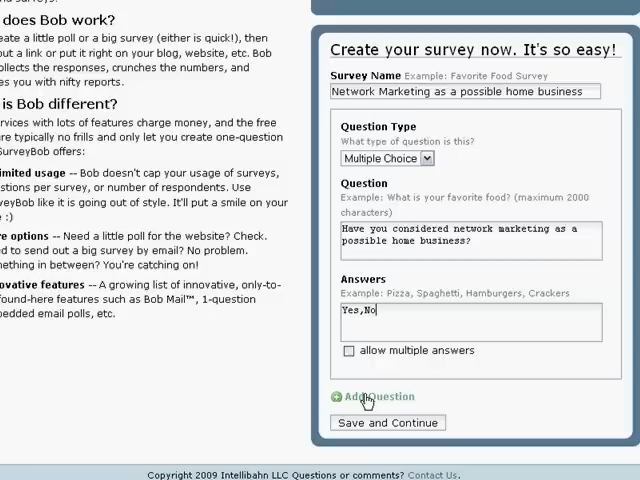 does Bob work?
eate a little poll or a big survey (either is quick!), then
out a link or put it right on your blog, website, etc. Bob
ollects the responses, crunches the numbers, and
es you with nifty reports.
is Bob different?
rvices with lots of features charge money, and the free
re typically no frills and only let you create one-question
SurveyBob offers:
imited usage -- Bob doesn't cap your usage of surveys,
stions per survey, or number of respondents. Use
veyBob like it is going out of style. It'll put a smile on your
e :)
re options -- Need a little poll for the website? Check.
ed to send out a big survey by email? No problem.
mething in between? You're catching on!
ovative features -- A growing list of innovative, only-to-
found-here features such as Bob Mail™, 1-question
bedded email polls, etc.
Create your survey now. It's so easy!
Survey Name Example: Favorite Food Survey
Network Marketing as a possible home business
Question Type
What type of question is this?
Multiple Choice
Question
Example: What is your favorite food? (maximum 2000
characters)
Have you considered network marketing as a
possible home business?
Answers
Example: Pizza, Spaghetti, Hamburgers, Crackers
Yes,No
allow multiple answers
Add Question
Save and Continue
Copyright 2009 Intellibahn LLC Questions or comments? Contact Us.